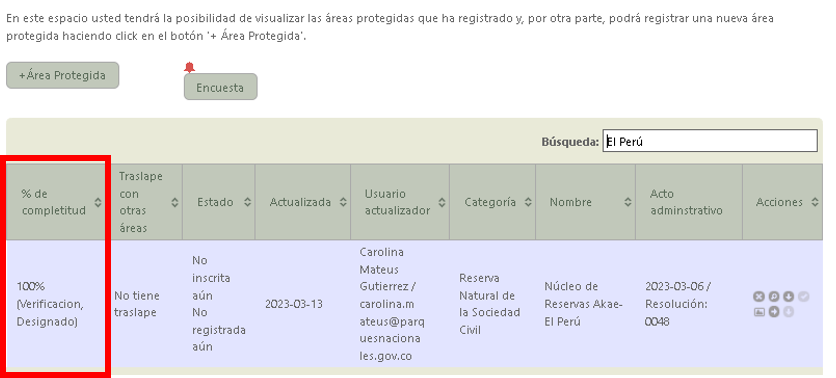 En este espacio usted tendrá la posibilidad de visualizar las áreas protegidas que ha registrado y, por otra parte, podrá registrar una nueva área
protegida haciendo click en el botón '+ Área Protegida'.
+Área Protegida
Encuesta
Búsqueda: El Perú
% de
completitud
Traslape
con
otras
áreas
Estado
Actualizada
Usuario
actualizador
Categoría
Nombre
Acto
adminstrativo
Acciones
100%
(Verificacion,
Designado)
No tiene
traslape
No
inscrita
aún
No
registrada
aún
2023-03-13
Carolina
Mateus
Gutierrez /
carolina.m
ateus@parq
uesnaciona
les.gov.co
Reserva
Natural de
la Sociedad
Civil
Núcleo de
Reservas Akae-
El Perú
2023-03-06 /
Resolución:
0048